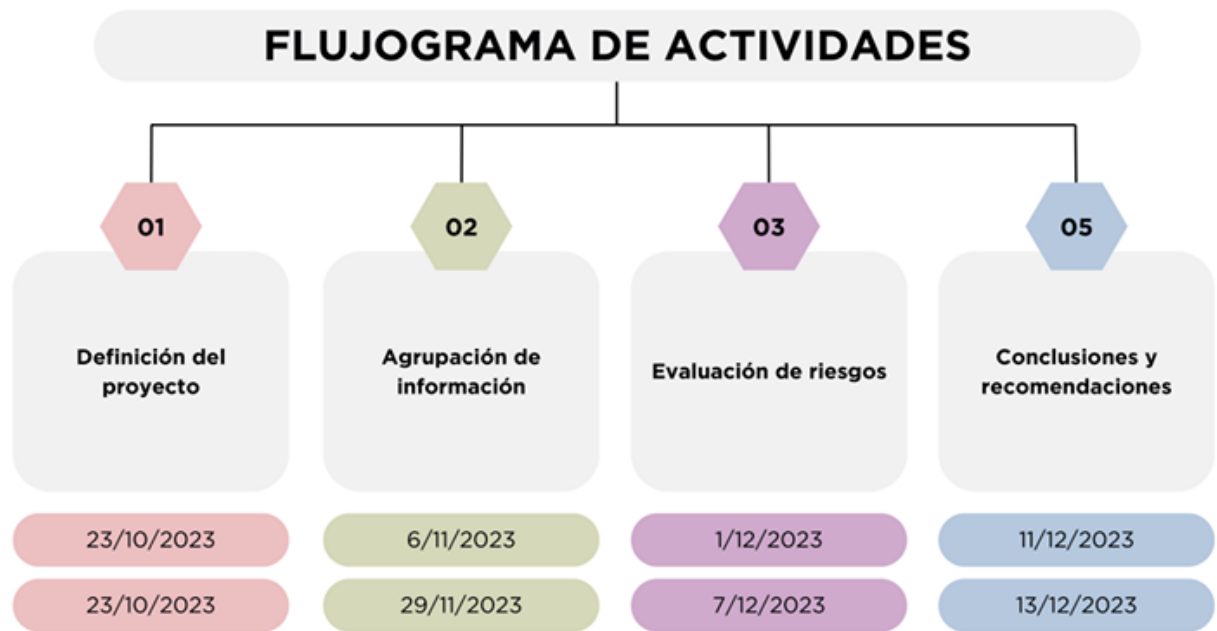 FLUJOGRAMA DE ACTIVIDADES
01
Definición del
proyecto
23/10/2023
23/10/2023
02
Agrupación de
información
6/11/2023
29/11/2023
03
Evaluación de riesgos
1/12/2023
7/12/2023
05
Conclusiones y
recomendaciones
11/12/2023
13/12/2023